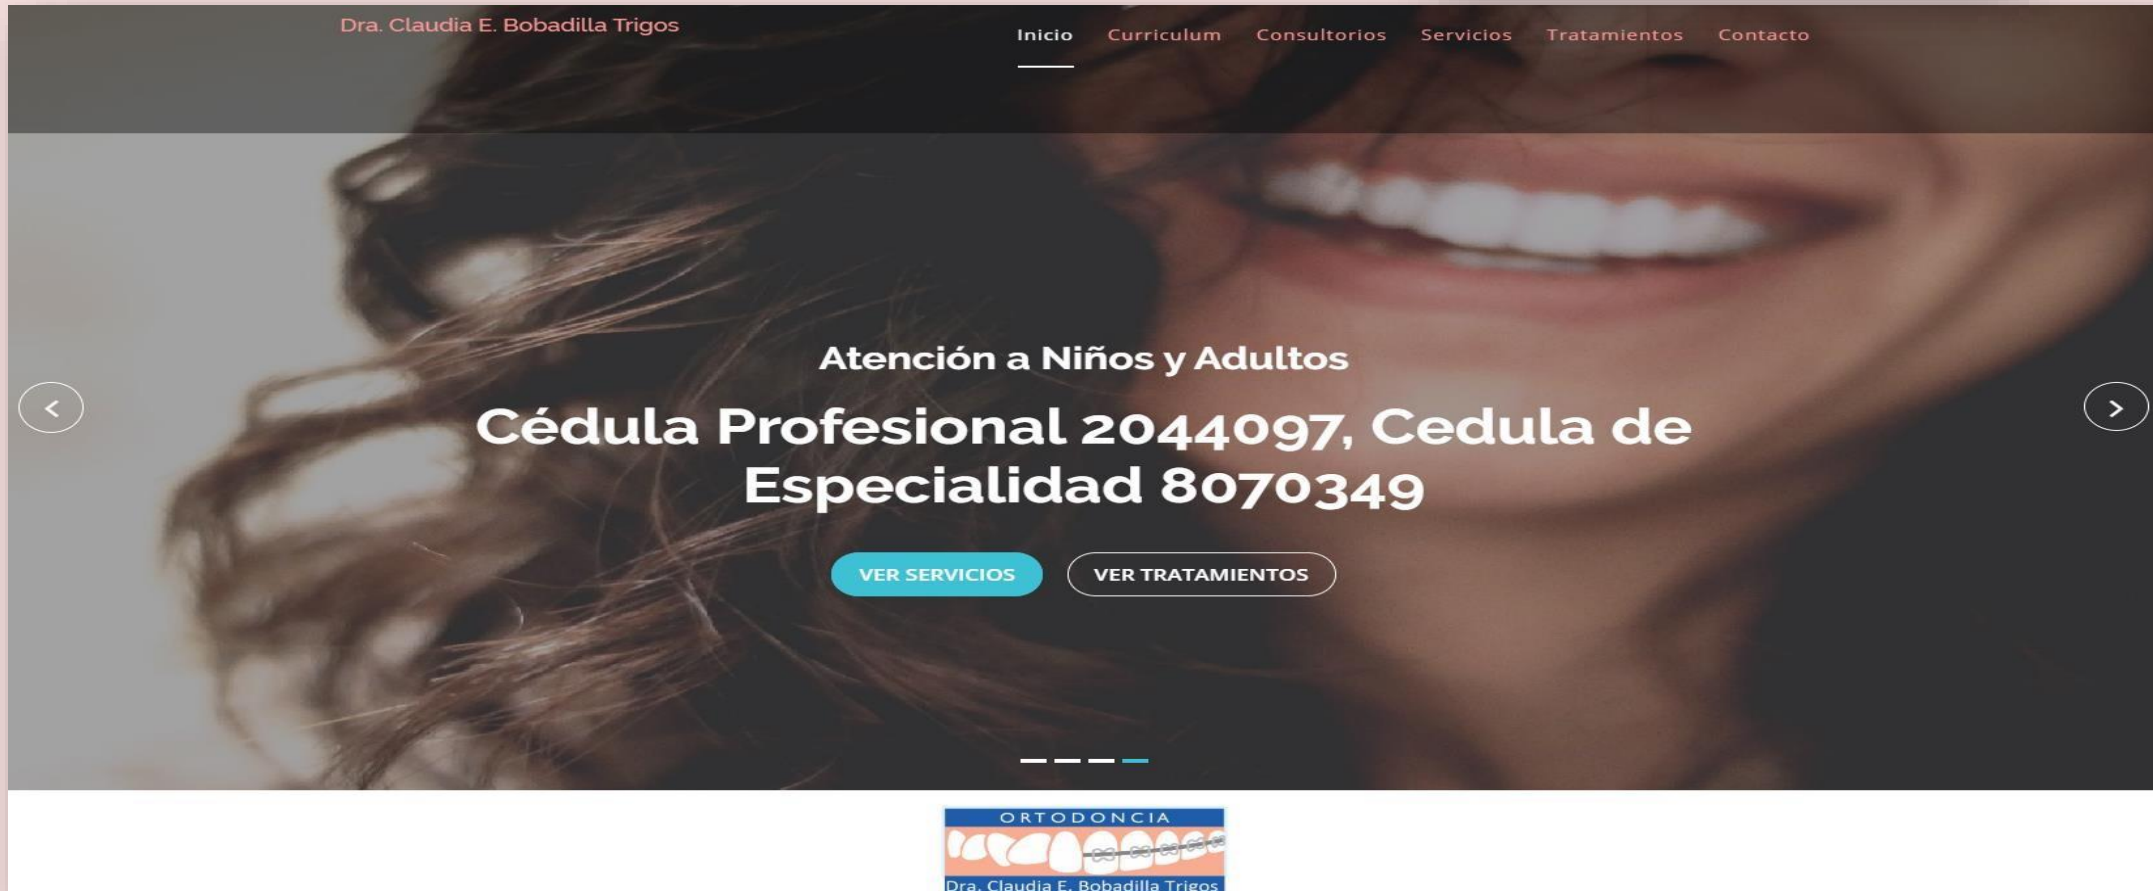 Dra. Claudia E. Bobadilla Trigos
Inicio Curriculum Consultorios Servicios Tratamientos Contacto
Atención a Niños y Adultos
Cédula Profesional 2044097, Cedula de
Especialidad 8070349
VER SERVICIOS VER TRATAMIENTOS
ORTODONCIA
Dra. Claudia E. Bobadilla Trigos